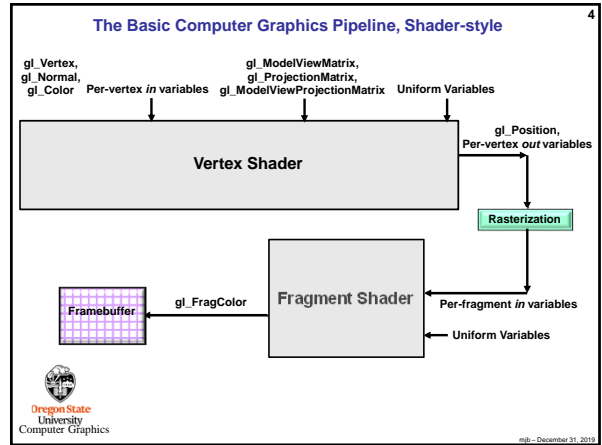 4
The Basic Computer Graphics Pipeline, Shader-style
gl_Vertex,
gl_Normal,
gl_Color
Per-vertex in variables
gl_ModelViewMatrix,
gl_ProjectionMatrix,
gl_ModelViewProjectionMatrix
Uniform Variables
Vertex Shader
gl_Position,
Per-vertex out variables
Rasterization
Fragment Shader
gl_FragColor
Framebuffer
Per-fragment in variables
Uniform Variables
Oregon State
University
Computer Graphics
mjb – December 31, 2019